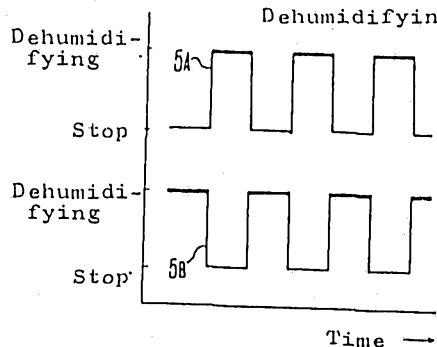 Dehumidifyin
Dehumidi-
fying
5A
Stop
Dehumidi-
fying
5B
Stop
Time